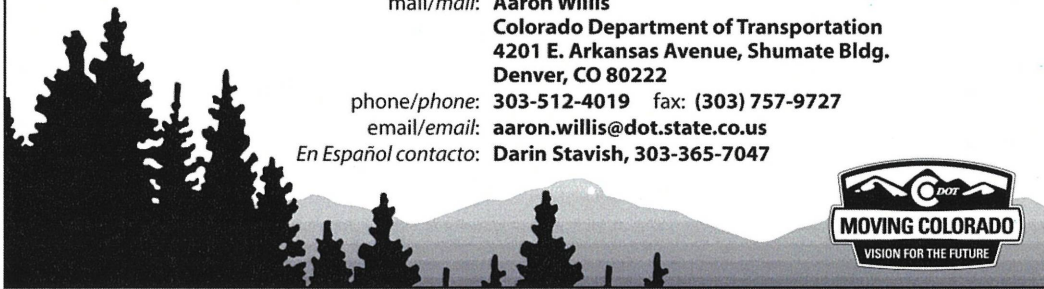 mail/mail: Aaron Willis
Colorado Department of Transportation
4201 E. Arkansas Avenue, Shumate Bldg.
Denver, CO 80222
phone/phone: 303-512-4019 fax: (303) 757-9727
email/email: aaron.willis@dot.state.co.us
En Español contacto: Darin Stavish, 303-365-7047
C DOT
MOVING COLORADO
VISION FOR THE FUTURE